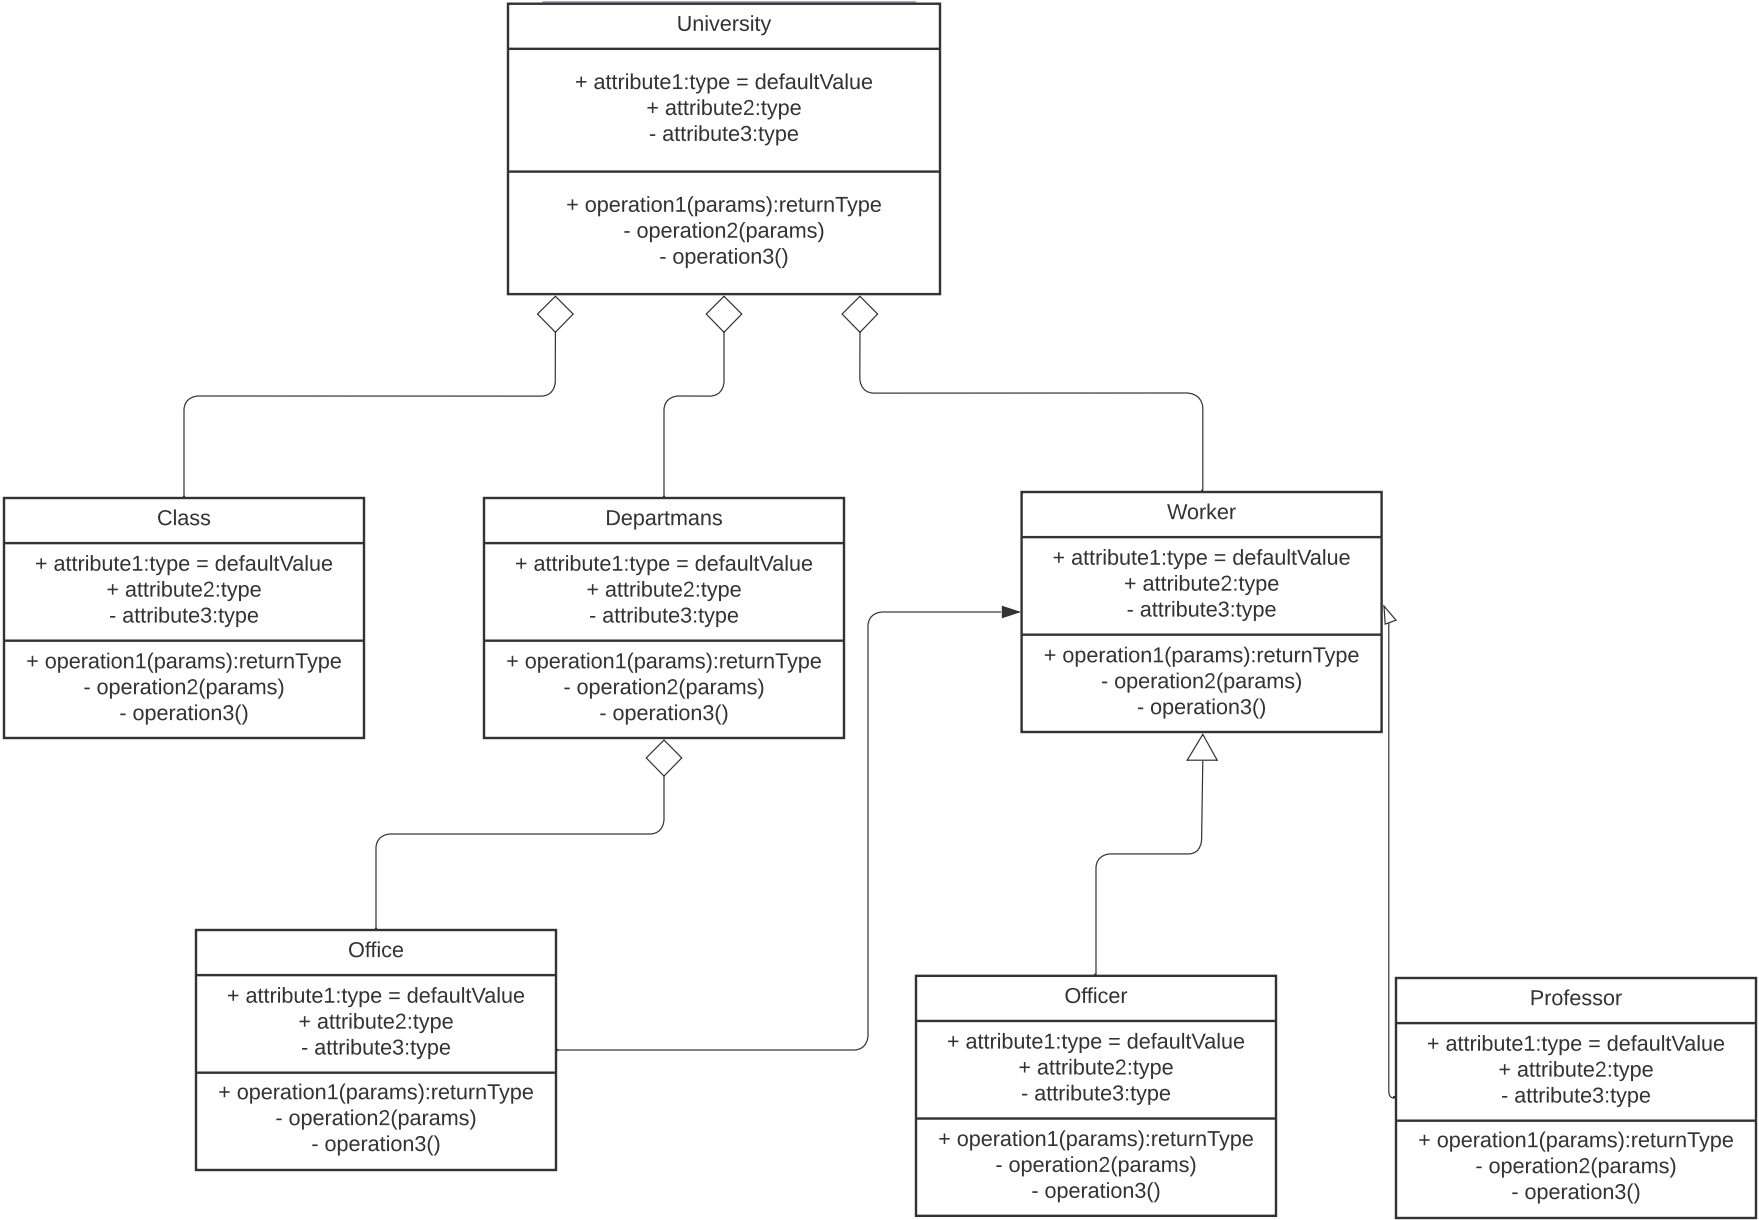 University
+ attribute1:type = defaultValue
+ attribute2:type
- attribute3:type
+ operation1(params):returnType
- operation2(params)
- operation3()
Class
+ attribute1:type = defaultValue
+ attribute2:type
- attribute3:type
+ operation1(params):returnType
- operation2(params)
- operation3()
Departmans
+ attribute1:type = defaultValue
+ attribute2:type
- attribute3:type
+ operation1(params):returnType
- operation2(params)
- operation3()
Worker
+ attribute1:type = defaultValue
+ attribute2:type
- attribute3:type
+ operation1(params):returnType
- operation2(params)
- operation3()
Office
+ attribute1:type = defaultValue
+ attribute2:type
- attribute3:type
+ operation1(params):returnType
- operation2(params)
- operation3()
Officer
+ attribute1:type = defaultValue
+ attribute2:type
- attribute3:type
+ operation1(params):returnType
- operation2(params)
- operation3()
Professor
+ attribute1:type = defaultValue
+ attribute2:type
- attribute3:type
+ operation1(params):returnType
- operation2(params)
- operation3()